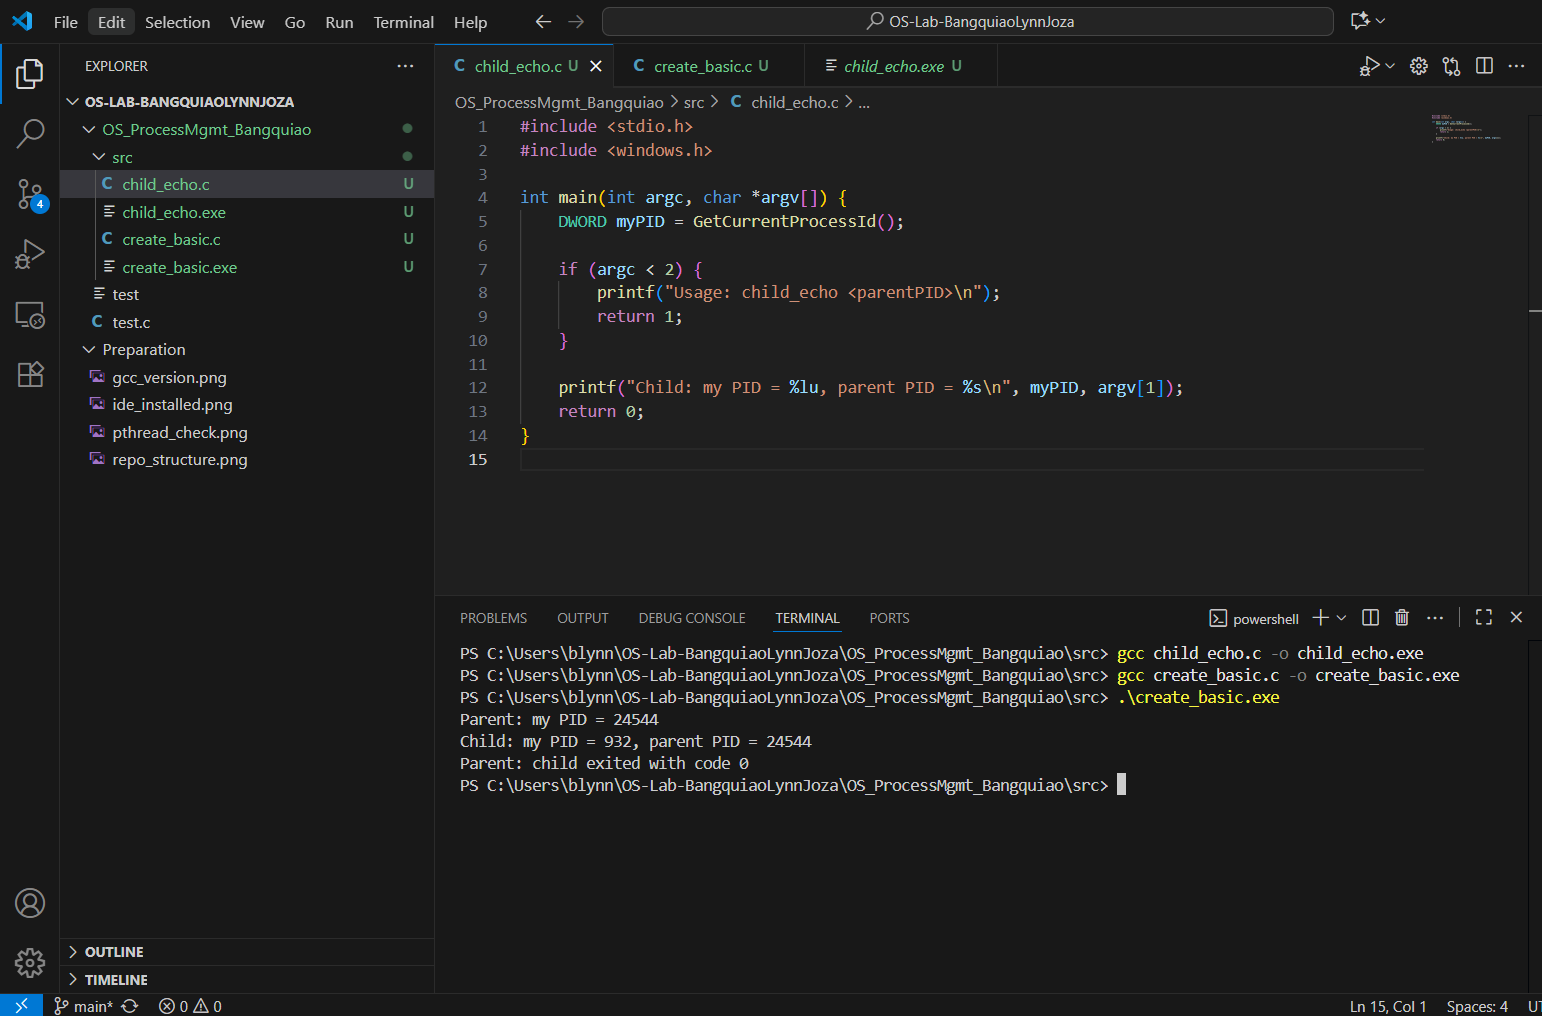 File Edit Selection View Go Run Terminal Help
OS-Lab-BangquiaoLynnJoza
EXPLORER
OS-LAB-BANGQUIAOLYNNJOZA
OS_ProcessMgmt_Bangquiao
src
C child_echo.c U
child_echo.exe U
C create_basic.c U
create_basic.exe U
test
C test.c
Preparation
gcc_version.png
ide_installed.png
pthread_check.png
repo_structure.png
4
OUTLINE
TIMELINE
C child_echo.c U
C create_basic.c U
child_echo.exe U
OS_ProcessMgmt_Bangquiao > src > C child_echo.c > ...
1 #include <stdio.h>
2 #include <windows.h>
3
4 int main(int argc, char *argv[]) {
5 DWORD myPID = GetCurrentProcessId();
6
7 if (argc < 2) {
8 printf("Usage: child_echo <parentPID>\n");
9 return 1;
10 }
11
12 printf("Child: my PID = %lu, parent PID = %s\n", myPID, argv[1]);
13 return 0;
14 }
15
PROBLEMS OUTPUT DEBUG CONSOLE TERMINAL PORTS
powershell
PS C:\Users\blynn\OS-Lab-BangquiaoLynnJoza\OS_ProcessMgmt_Bangquiao\src> gcc child_echo.c -o child_echo.exe
PS C:\Users\blynn\OS-Lab-BangquiaoLynnJoza\OS_ProcessMgmt_Bangquiao\src> gcc create_basic.c -o create_basic.exe
PS C:\Users\blynn\OS-Lab-BangquiaoLynnJoza\OS_ProcessMgmt_Bangquiao\src> .\create_basic.exe
Parent: my PID = 24544
Child: my PID = 932, parent PID = 24544
Parent: child exited with code 0
PS C:\Users\blynn\OS-Lab-BangquiaoLynnJoza\OS_ProcessMgmt_Bangquiao\src>
main* 0 0
Ln 15, Col 1 Spaces: 4